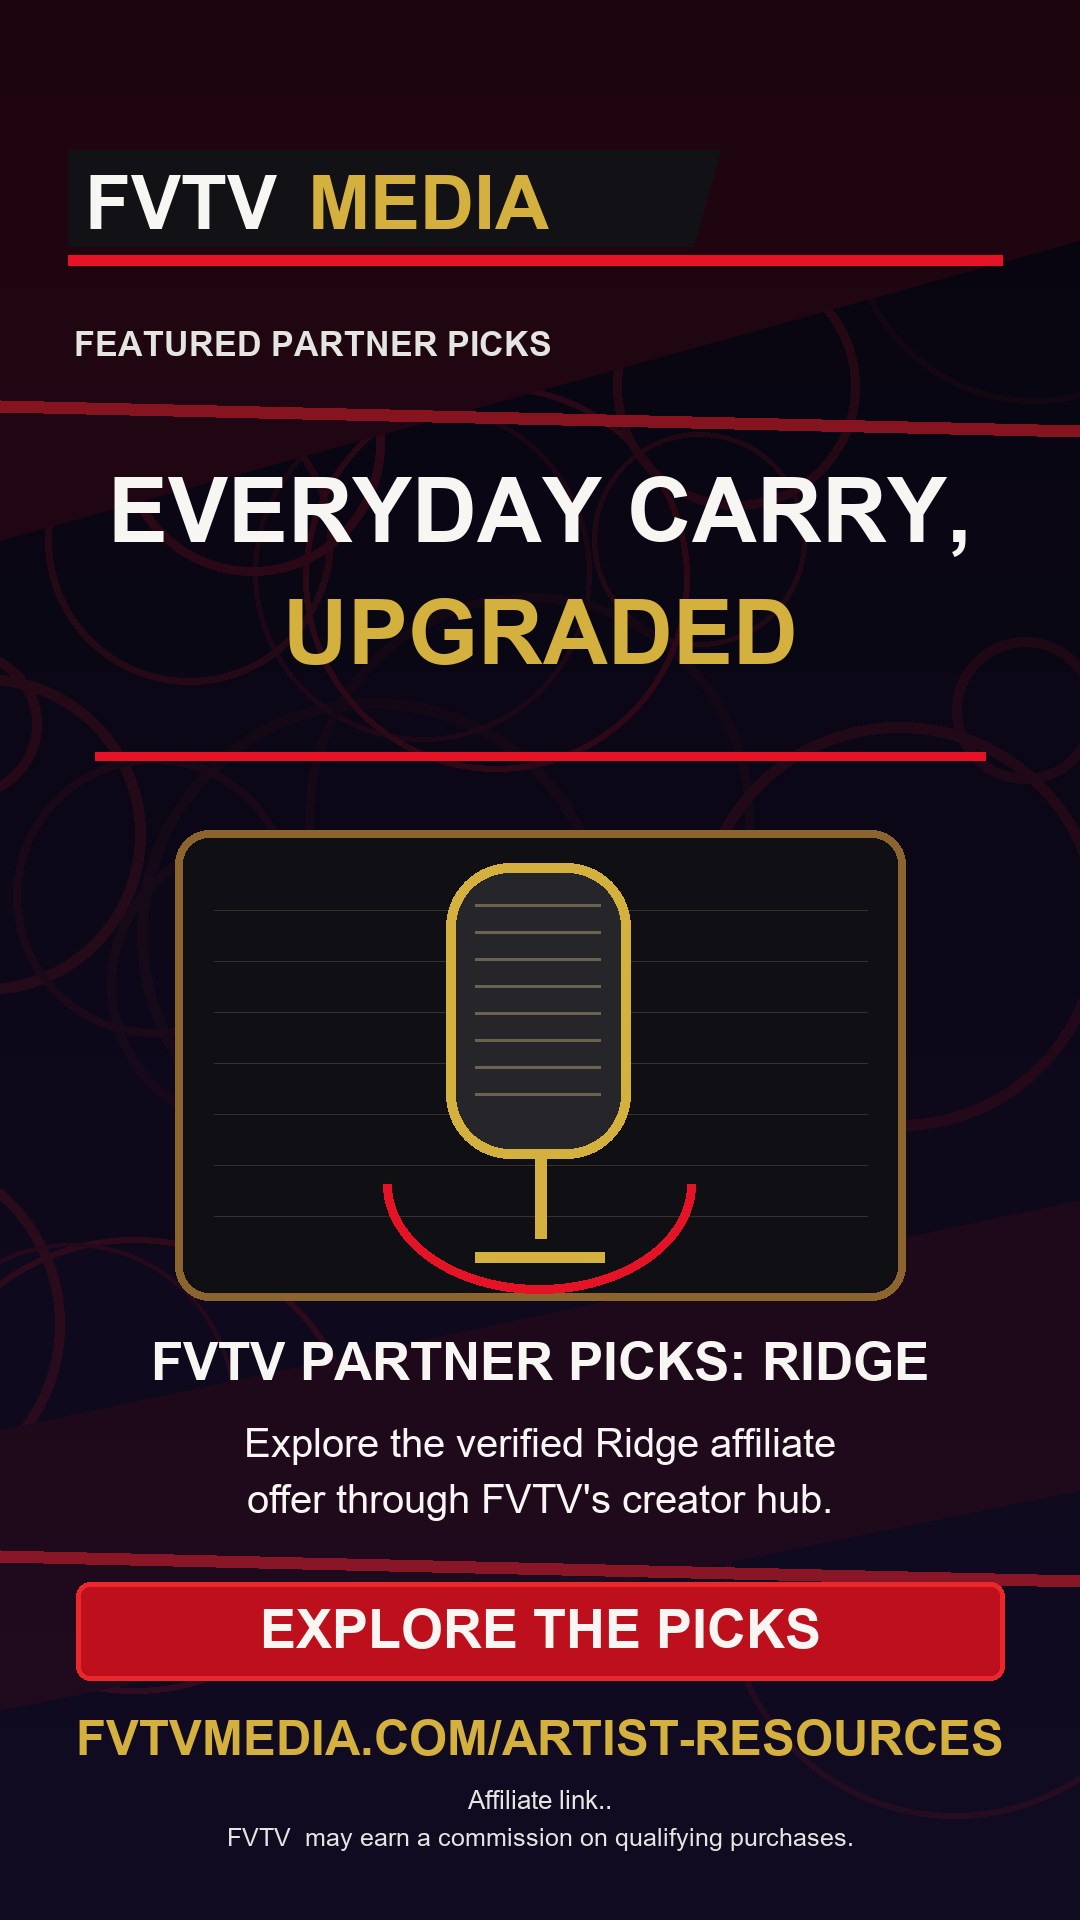 FVTV MEDIA
FEATURED PARTNER PICKS
EVERYDAY CARRY,
UPGRADED
FVTV PARTNER PICKS: RIDGE
Explore the verified Ridge affiliate
offer through FVTV's creator hub.
EXPLORE THE PICKS
FVTVMEDIA.COM/ARTIST-RESOURCES
Affiliate link..
FVTV  may earn a commission on qualifying purchases.